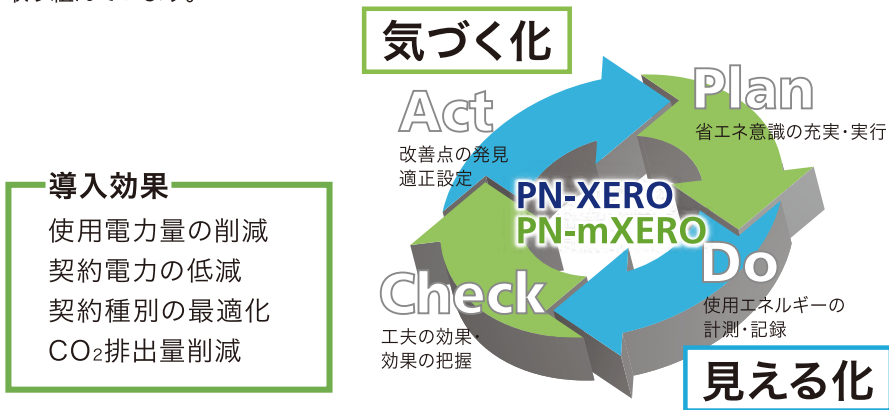 気づく化
Plan
省エネ意識の充実・実行
Act
改善点の発見
適正設定
PN-XERO
PN-mXERO
導入効果
使用電力量の削減
契約電力の低減
契約種別の最適化
CO₂排出量削減
Do
使用エネルギーの
計測・記録
Check
工夫の効果・
効果の把握
見える化